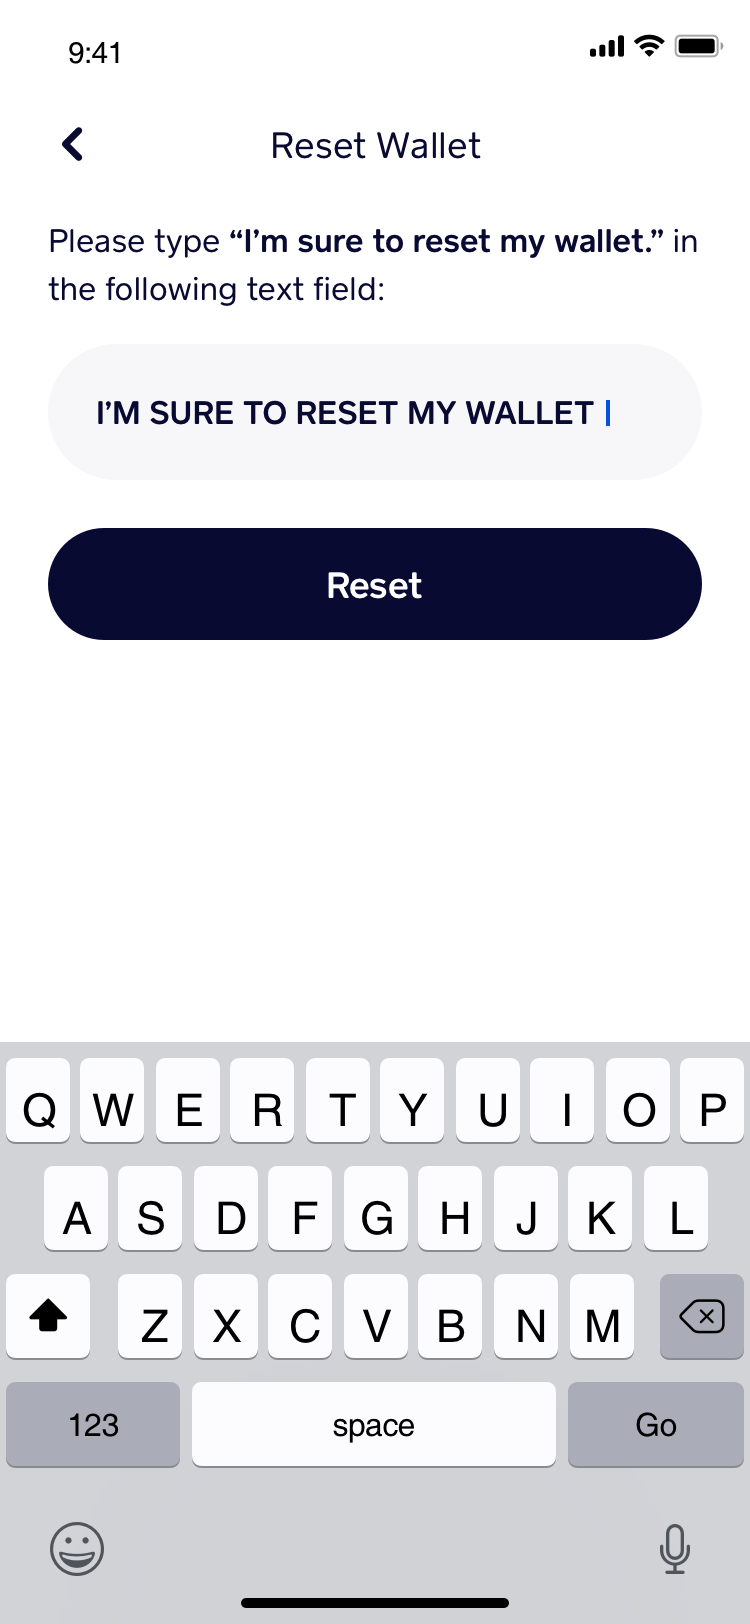 9:41
Reset Wallet
Please type “I’m sure to reset my wallet.” in
the following text field:
I’M SURE TO RESET MY WALLET
Reset
Q W E R T Y U I O P
A S D F G H J K L
Z X C V B N M
123 space Go